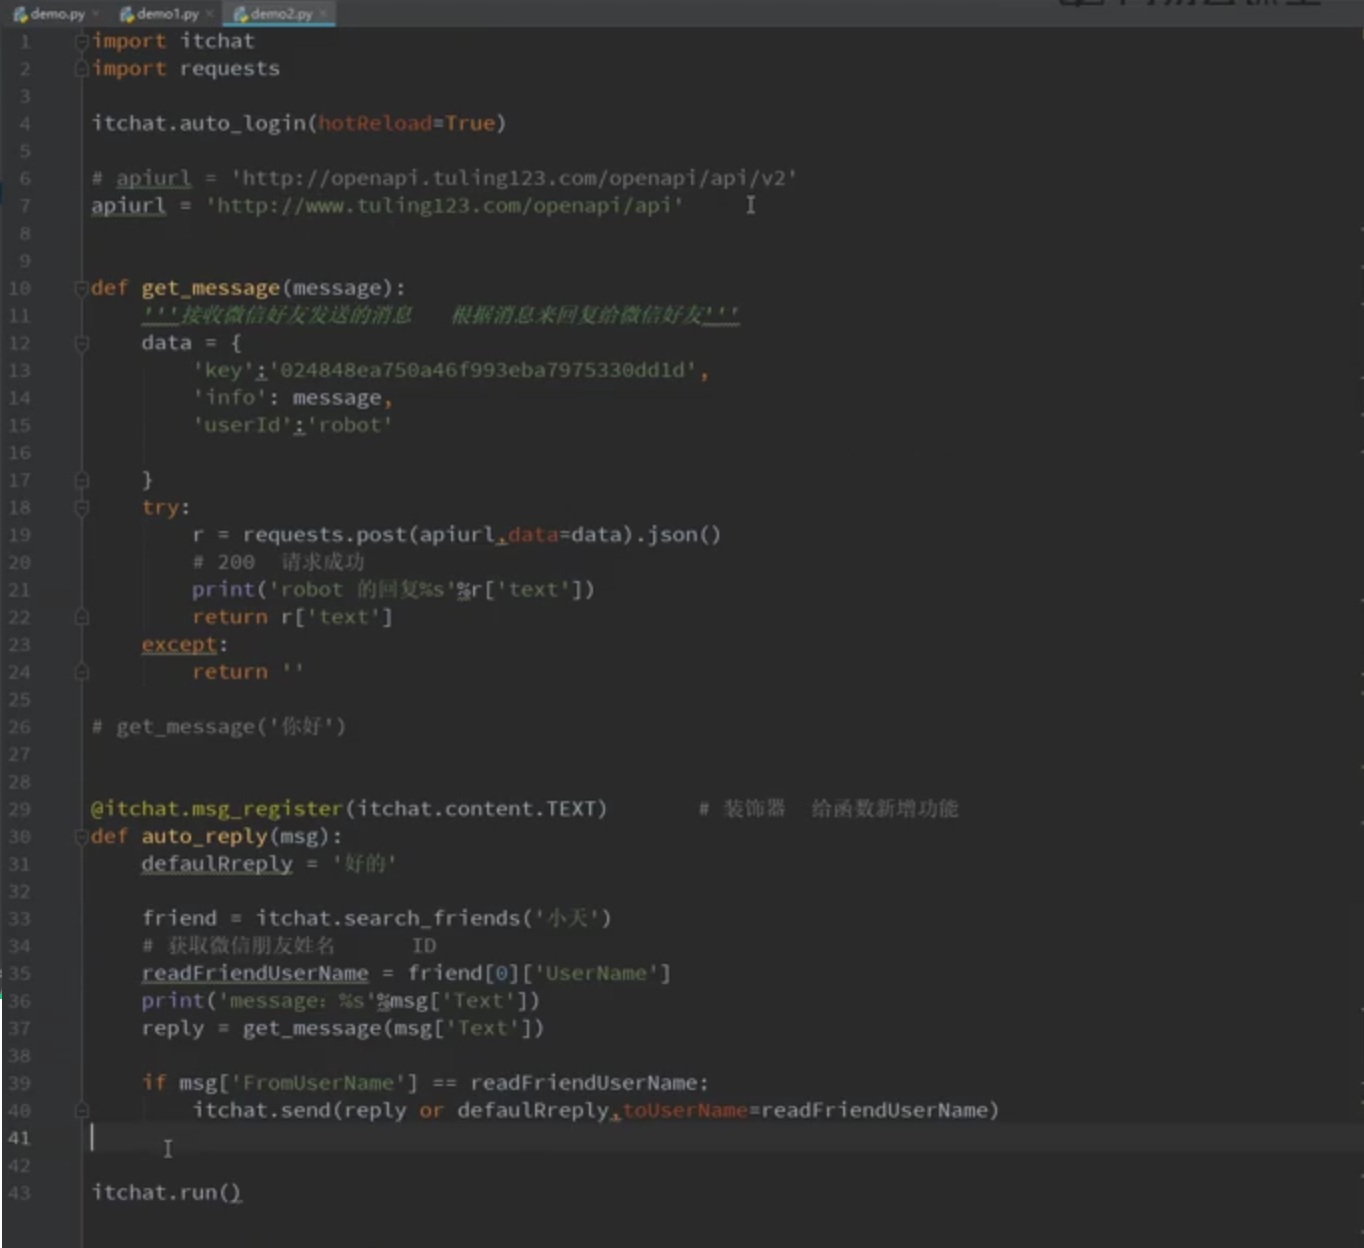 demo.py × demo1.py × demo2.py ×
1 import itchat
2 import requests
3
4 itchat.auto_login(hotReload=True)
5
6 # apiurl = 'http://openapi.tuling123.com/openapi/api/v2'
7 apiurl = 'http://www.tuling123.com/openapi/api'
8
9
10 def get_message(message):
11 '''接收微信好友发送的消息 根据消息来回复给微信好友'''
12 data = {
13 'key':'024848ea750a46f993eba7975330dd1d',
14 'info': message,
15 'userId':'robot'
16
17 }
18 try:
19 r = requests.post(apiurl,data=data).json()
20 # 200 请求成功
21 print('robot 的回复%s'%r['text'])
22 return r['text']
23 except:
24 return ''
25
26 # get_message('你好')
27
28
29 @itchat.msg_register(itchat.content.TEXT) # 装饰器 给函数新增功能
30 def auto_reply(msg):
31 defaulRreply = '好的'
32
33 friend = itchat.search_friends('小天')
34 # 获取微信朋友姓名 ID
35 readFriendUserName = friend[0]['UserName']
36 print('message: %s'%msg['Text'])
37 reply = get_message(msg['Text'])
38
39 if msg['FromUserName'] == readFriendUserName:
40 itchat.send(reply or defaulRreply,toUserName=readFriendUserName)
41
42
43 itchat.run()